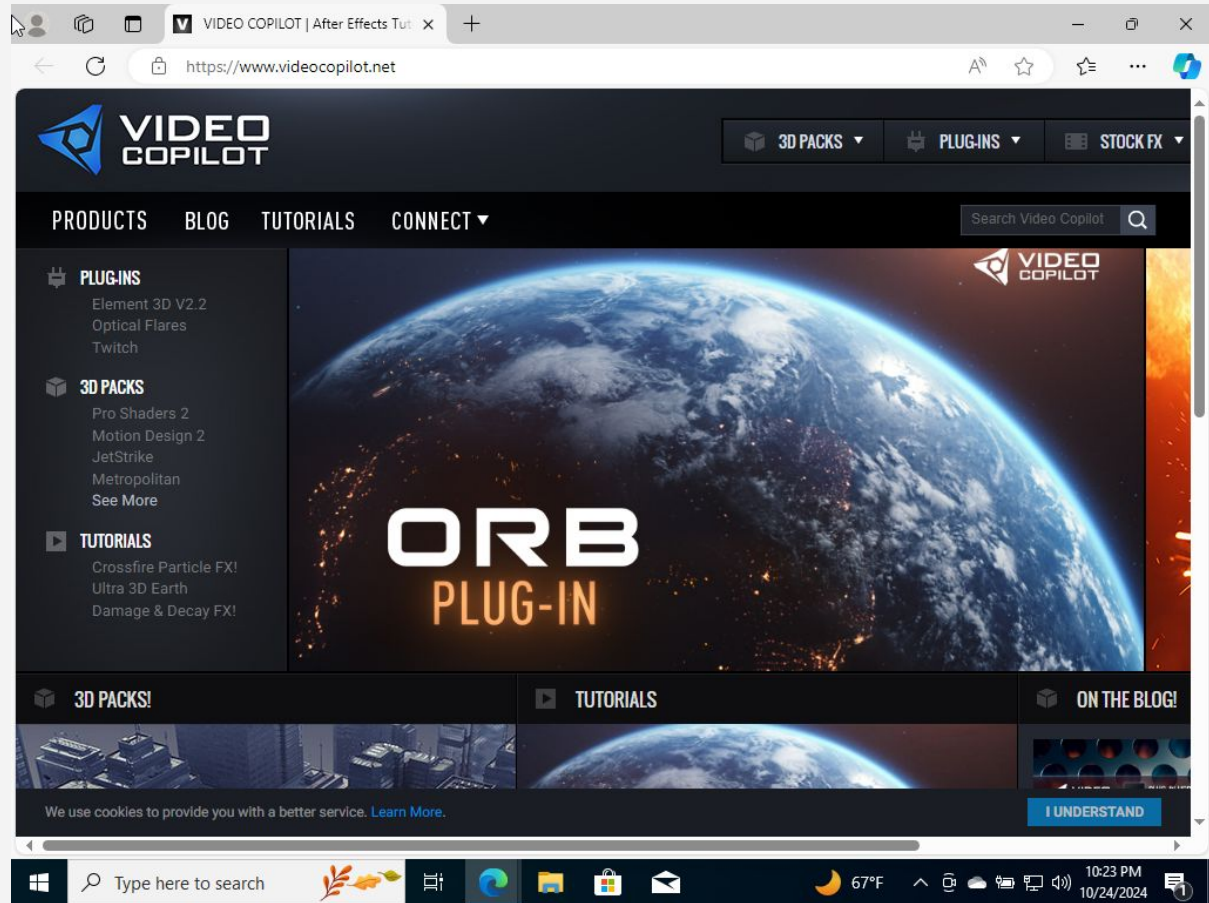 VIDEO COPILOT | After Effects Tut
https://www.videocopilot.net
VIDEO
COPILOT
3D PACKS
PLUG-INS
STOCK FX
PRODUCTS BLOG TUTORIALS CONNECT
Search Video Copilot
PLUG-INS
Element 3D V2.2
Optical Flares
Twitch
3D PACKS
Pro Shaders 2
Motion Design 2
JetStrike
Metropolitan
See More
TUTORIALS
Crossfire Particle FX!
Ultra 3D Earth
Damage & Decay FX!
VIDEO
COPILOT
ORB
PLUG-IN
3D PACKS!
TUTORIALS
ON THE BLOG!
We use cookies to provide you with a better service. Learn More.
I UNDERSTAND
Type here to search
67°F
10:23 PM
10/24/2024
1